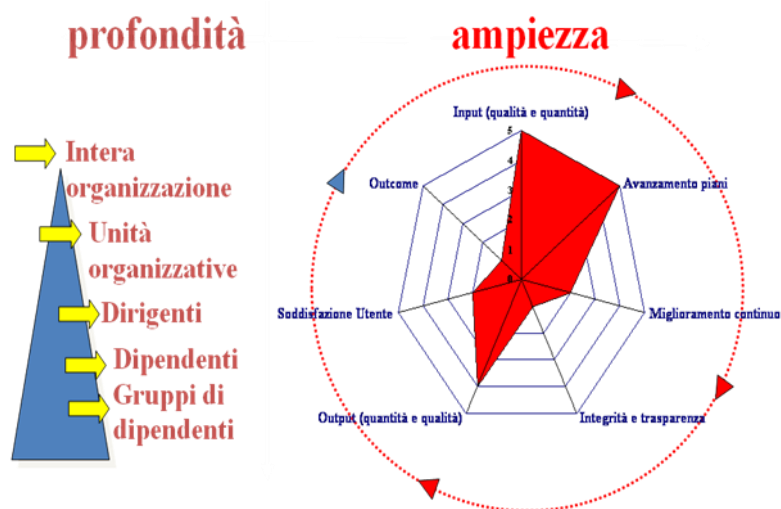 profondità
ampiezza
Intera
organizzazione
Unità
organizzative
Dirigenti
Dipendenti
Gruppi di
dipendenti
Input (qualità e quantità)
5
4
3
2
1
0
Outcome
Avanzamento piani
Soddisfazione Utente
Miglioramento continuo
Output (quantità e qualità)
Integrità e trasparenza